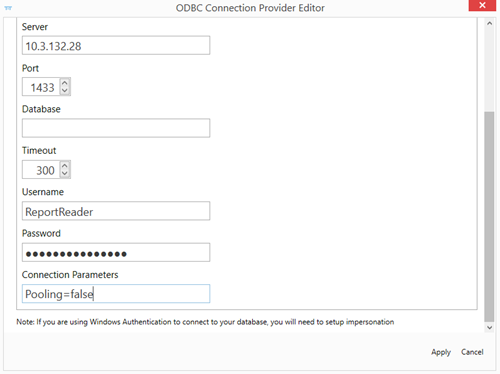 ODBC Connection Provider Editor
Server
10.3.132.28
Port
1433
Database
Timeout
300
Username
ReportReader
Password
●●●●●●●●●●●●●●●
Connection Parameters
Pooling=false
Note: If you are using Windows Authentication to connect to your database, you will need to setup impersonation
Apply Cancel